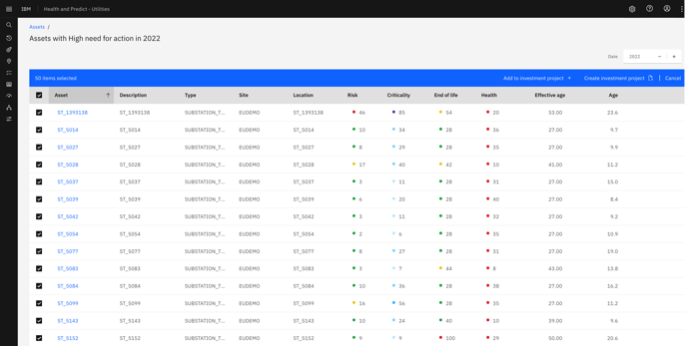 IBM Health and Predict - Utilities
Assets /
Assets with High need for action in 2022
Date 2022
50 items selected Add to investment project + Create investment project Cancel
Asset Description Type Site Location Risk Criticality End of life Health Effective age Age
ST_1393138 ST_1393138 SUBSTATION_T... EUDEMO ST_1393138 46 85 54 20 53.00 23.6
ST_5014 ST_5014 SUBSTATION_T... EUDEMO ST_5014 10 34 28 36 27.00 9.7
ST_5027 ST_5027 SUBSTATION_T... EUDEMO ST_5027 8 29 28 35 27.00 9.9
ST_5028 ST_5028 SUBSTATION_T... EUDEMO ST_5028 17 40 42 10 41.00 11.2
ST_5037 ST_5037 SUBSTATION_T... EUDEMO ST_5037 3 11 28 31 27.00 15.0
ST_5039 ST_5039 SUBSTATION_T... EUDEMO ST_5039 6 20 28 40 27.00 8.4
ST_5042 ST_5042 SUBSTATION_T... EUDEMO ST_5042 3 11 28 32 27.00 9.2
ST_5054 ST_5054 SUBSTATION_T... EUDEMO ST_5054 2 6 28 35 27.00 10.9
ST_5077 ST_5077 SUBSTATION_T... EUDEMO ST_5077 8 27 28 31 27.00 19.0
ST_5083 ST_5083 SUBSTATION_T... EUDEMO ST_5083 3 7 44 8 43.00 13.8
ST_5084 ST_5084 SUBSTATION_T... EUDEMO ST_5084 10 36 28 38 27.00 16.2
ST_5099 ST_5099 SUBSTATION_T... EUDEMO ST_5099 16 56 28 35 27.00 11.2
ST_5143 ST_5143 SUBSTATION_T... EUDEMO ST_5143 10 24 40 10 39.00 9.6
ST_5152 ST_5152 SUBSTATION_T... EUDEMO ST_5152 9 9 100 29 50.00 20.6